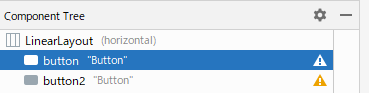 Component Tree
LinearLayout (horizontal)
button "Button"
button2 "Button"